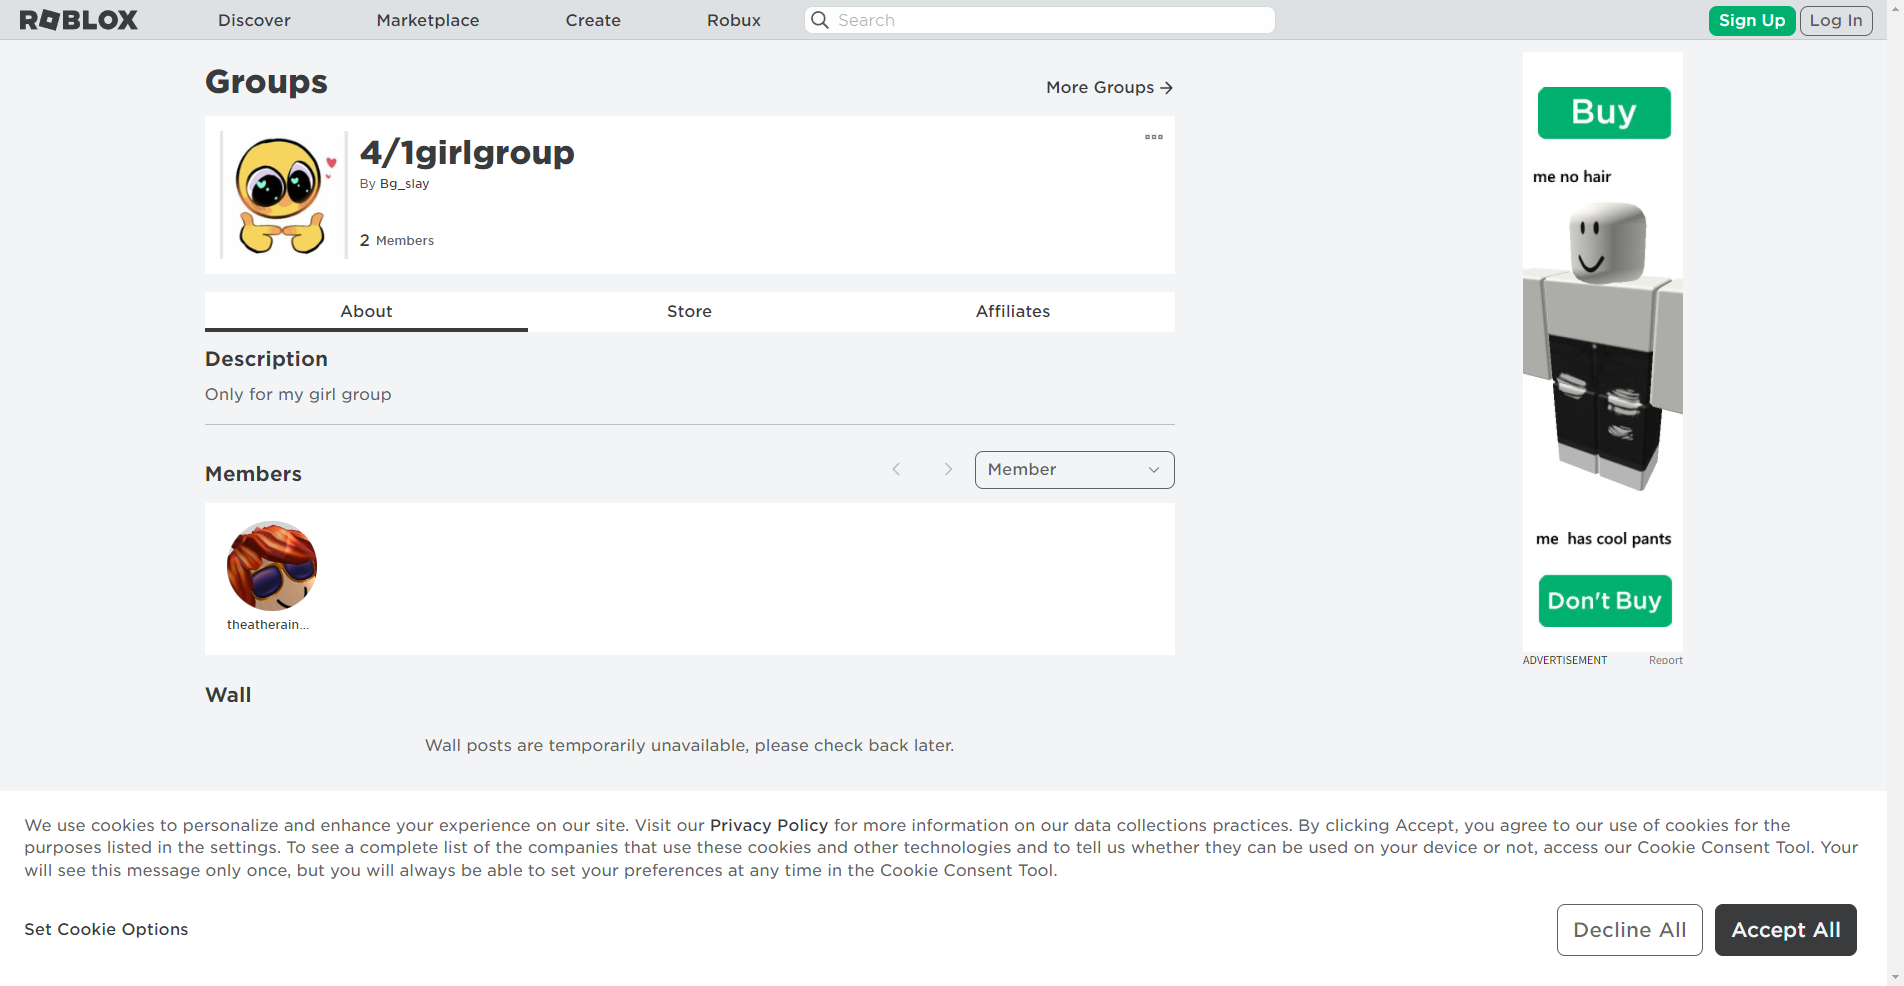 ROBLOX
Discover
Marketplace
Create
Robux
Search
Sign Up
Log In
Groups
More Groups →
4/1girlgroup
By Bg_slay
2 Members
About
Store
Affiliates
Description
Only for my girl group
Members
Member
theatherain...
Wall
Wall posts are temporarily unavailable, please check back later.
Buy
me no hair
me has cool pants
Don't Buy
ADVERTISEMENT
Report
We use cookies to personalize and enhance your experience on our site. Visit our Privacy Policy for more information on our data collections practices. By clicking Accept, you agree to our use of cookies for the
purposes listed in the settings. To see a complete list of the companies that use these cookies and other technologies and to tell us whether they can be used on your device or not, access our Cookie Consent Tool. Your
will see this message only once, but you will always be able to set your preferences at any time in the Cookie Consent Tool.
Set Cookie Options
Decline All
Accept All